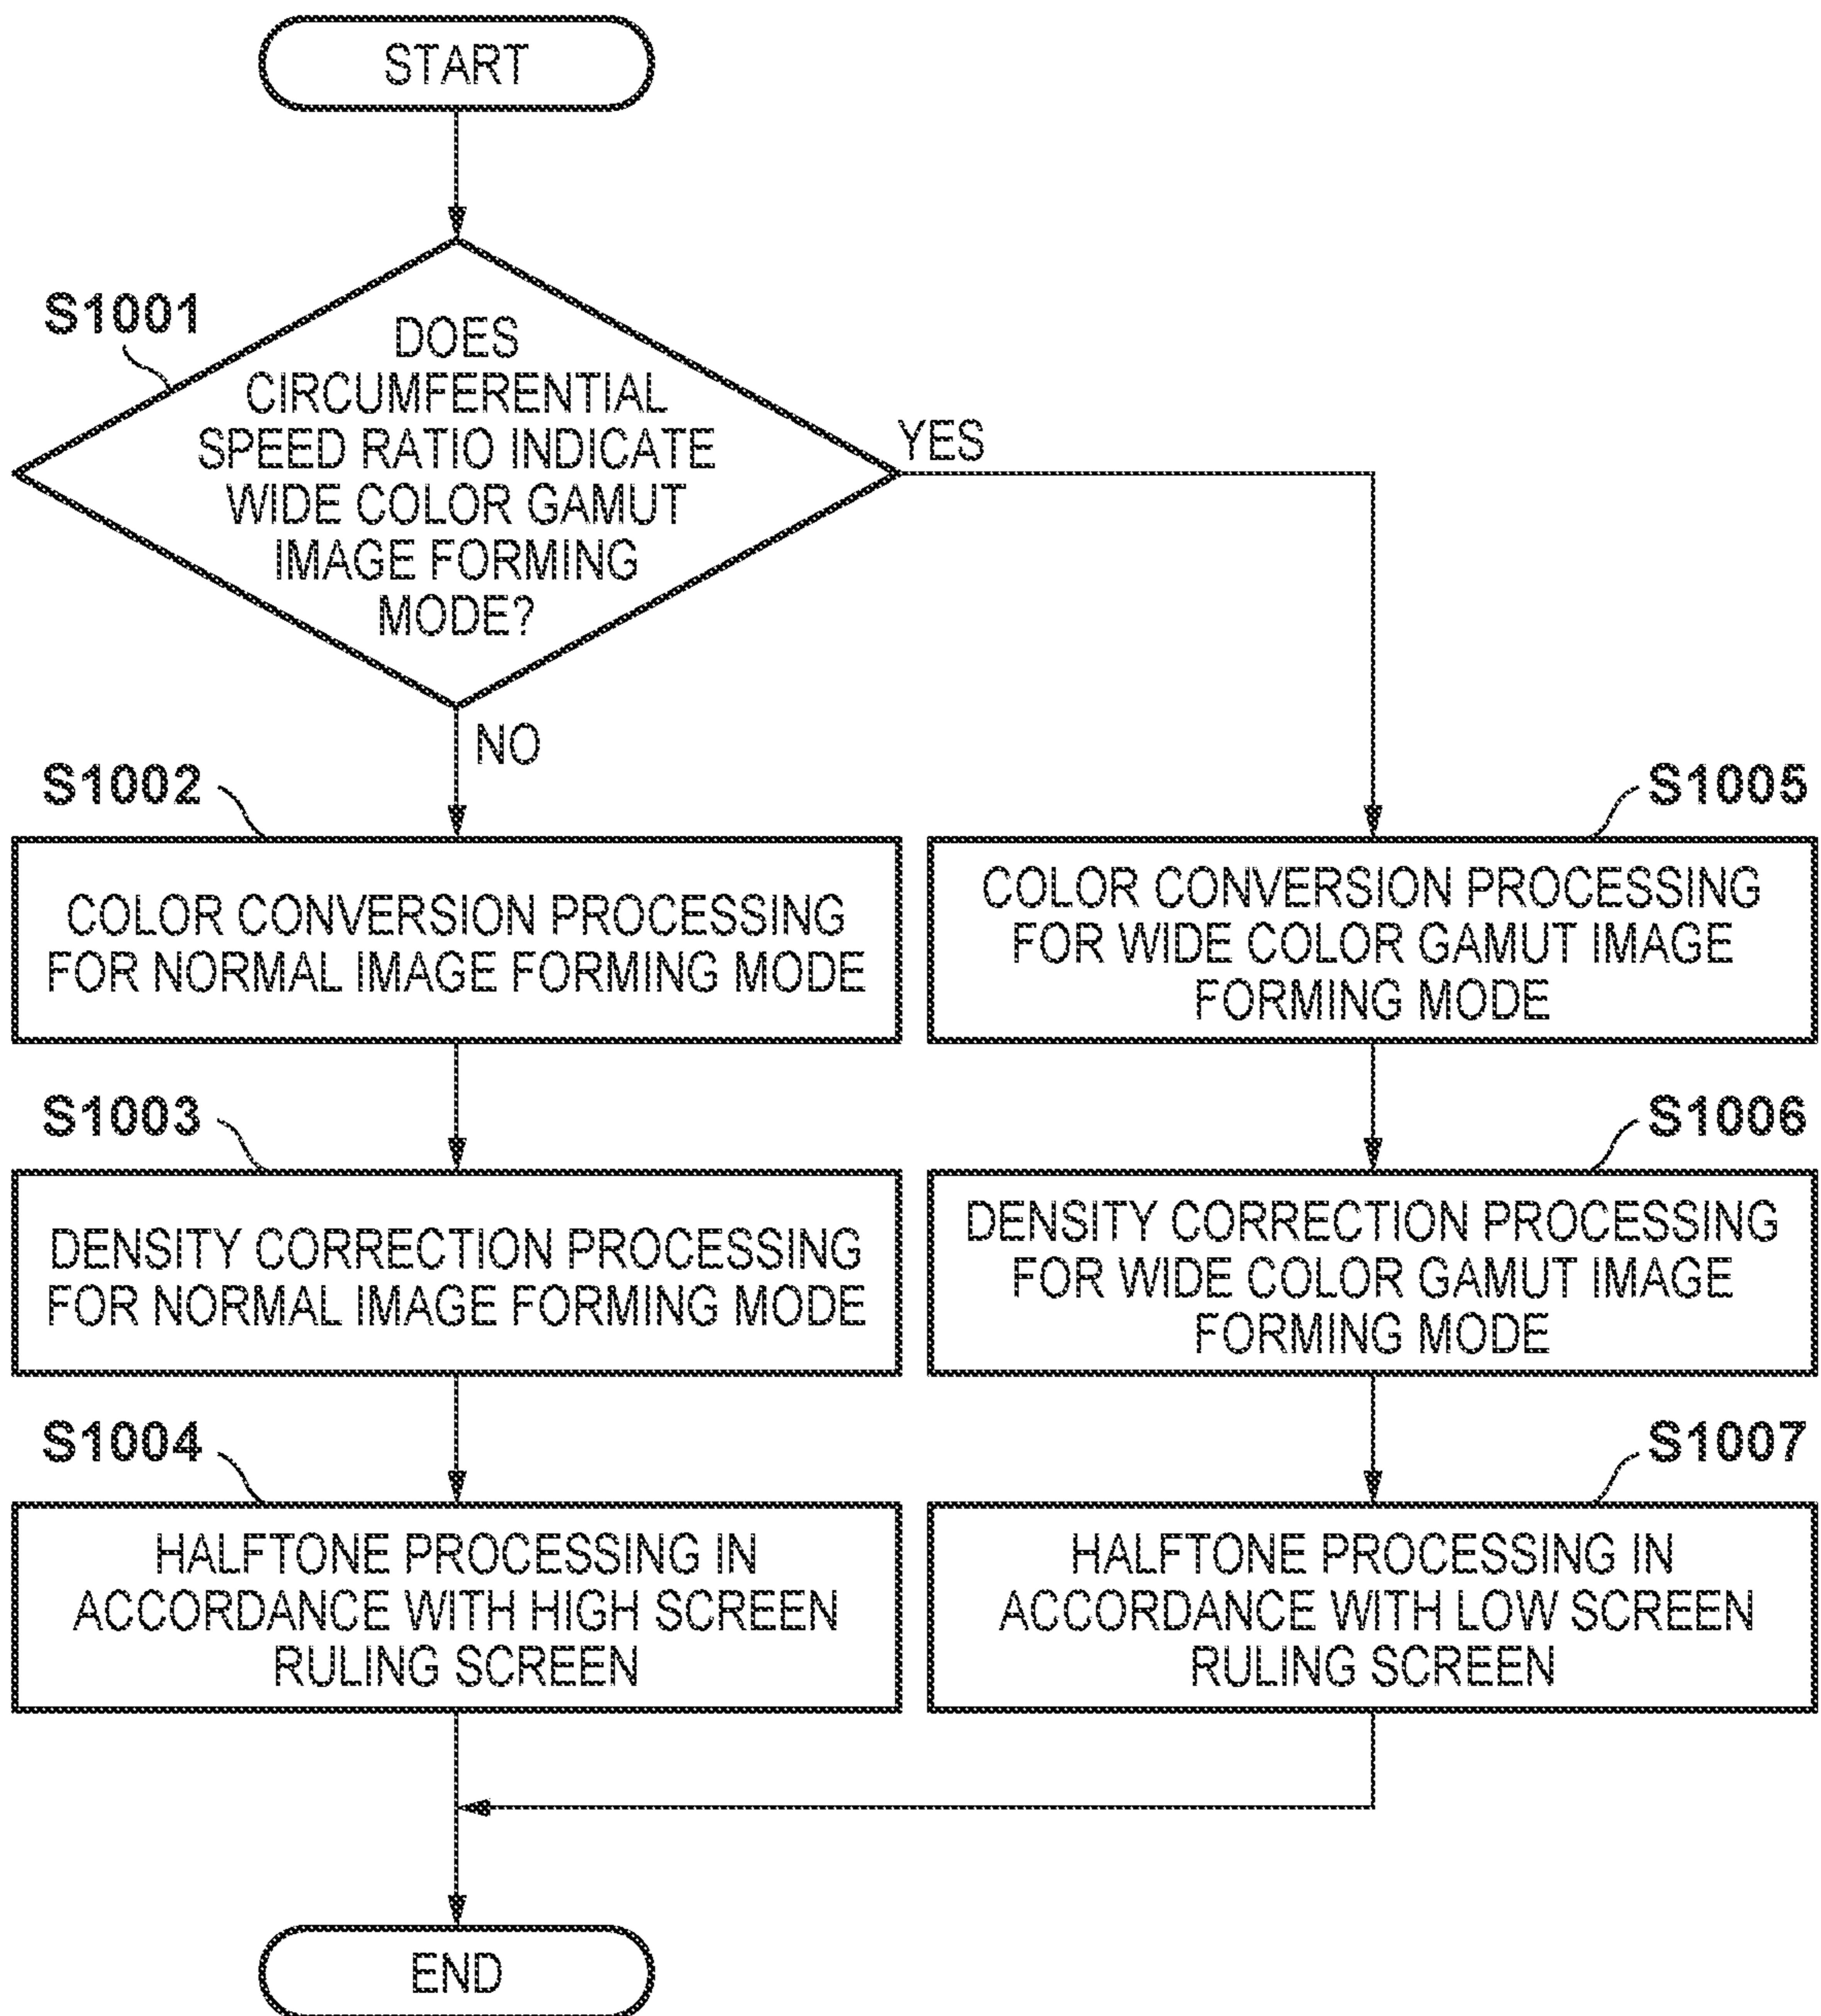 START
S1001
DOES
CIRCUMFERENTIAL
SPEED RATIO INDICATE
WIDE COLOR GAMUT
IMAGE FORMING
MODE?
YES
NO
S1002
COLOR CONVERSION PROCESSING
FOR NORMAL IMAGE FORMING MODE
S1003
DENSITY CORRECTION PROCESSING
FOR NORMAL IMAGE FORMING MODE
S1004
HALFTONE PROCESSING IN
ACCORDANCE WITH HIGH SCREEN
RULING SCREEN
S1005
COLOR CONVERSION PROCESSING
FOR WIDE COLOR GAMUT IMAGE
FORMING MODE
S1006
DENSITY CORRECTION PROCESSING
FOR WIDE COLOR GAMUT IMAGE
FORMING MODE
S1007
HALFTONE PROCESSING IN
ACCORDANCE WITH LOW SCREEN
RULING SCREEN
END